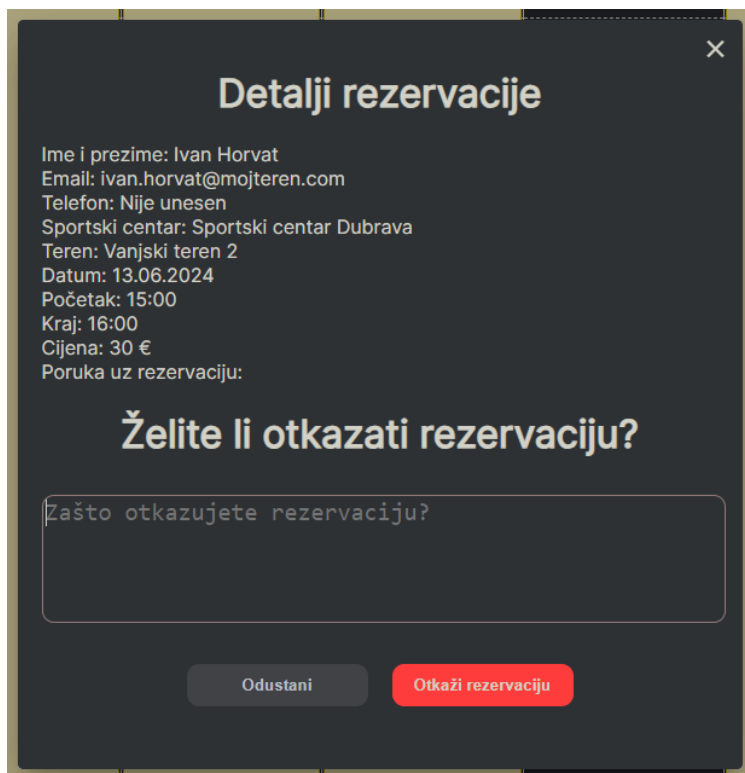 Detalji rezervacije
Ime i prezime: Ivan Horvat
Email: ivan.horvat@mojteren.com
Telefon: Nije unesen
Sportski centar: Sportski centar Dubrava
Teren: Vanjski teren 2
Datum: 13.06.2024
Početak: 15:00
Kraj: 16:00
Cijena: 30 €
Poruka uz rezervaciju:
Želite li otkazati rezervaciju?
Zašto otkazujete rezervaciju?
Odustani
Otkaži rezervaciju